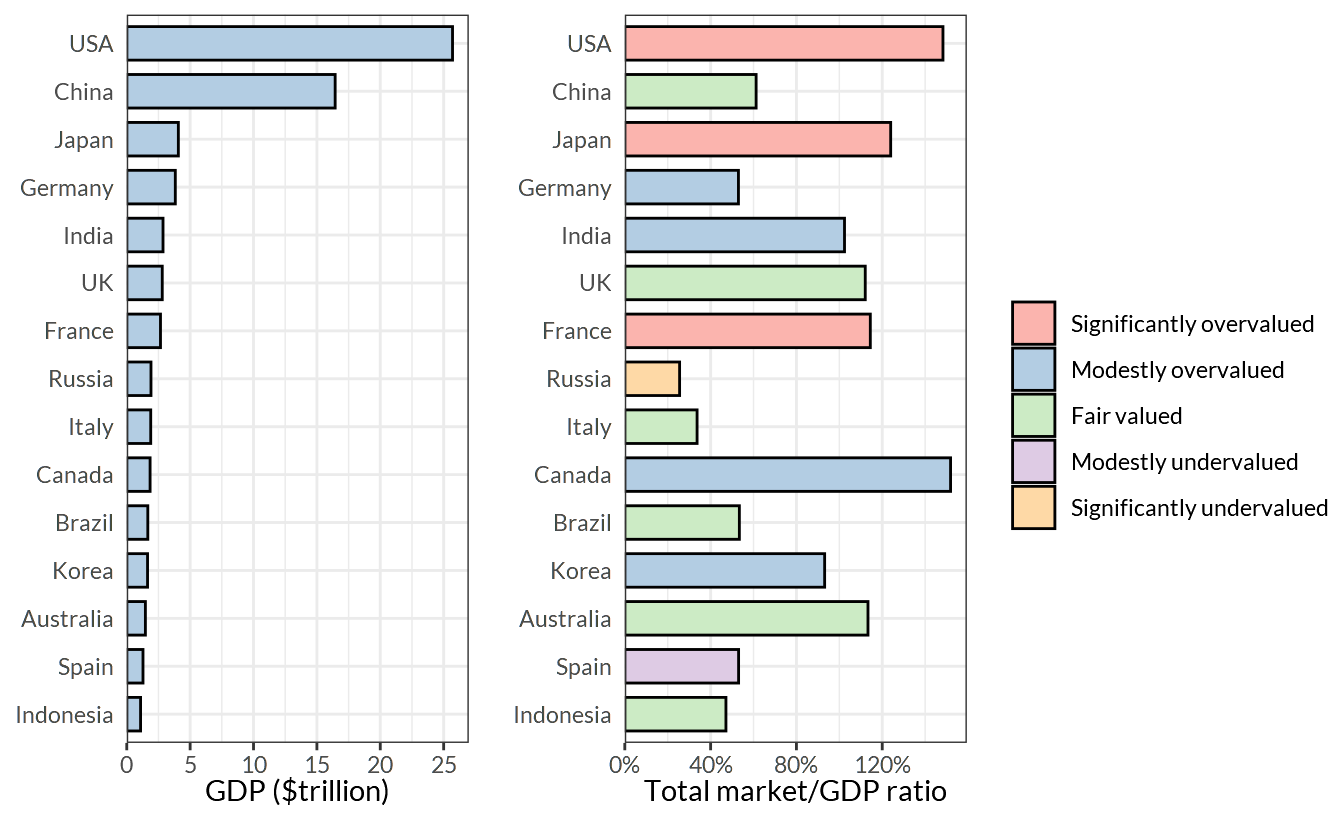 USA
China
Japan
Germany
India
UK
France
Russia
Italy
Canada
Brazil
Korea
Australia
Spain
Indonesia
0 5 10 15 20 25
GDP ($trillion)
USA
China
Japan
Germany
India
UK
France
Russia
Italy
Canada
Brazil
Korea
Australia
Spain
Indonesia
0% 40% 80% 120%
Total market/GDP ratio
Significantly overvalued
Modestly overvalued
Fair valued
Modestly undervalued
Significantly undervalued